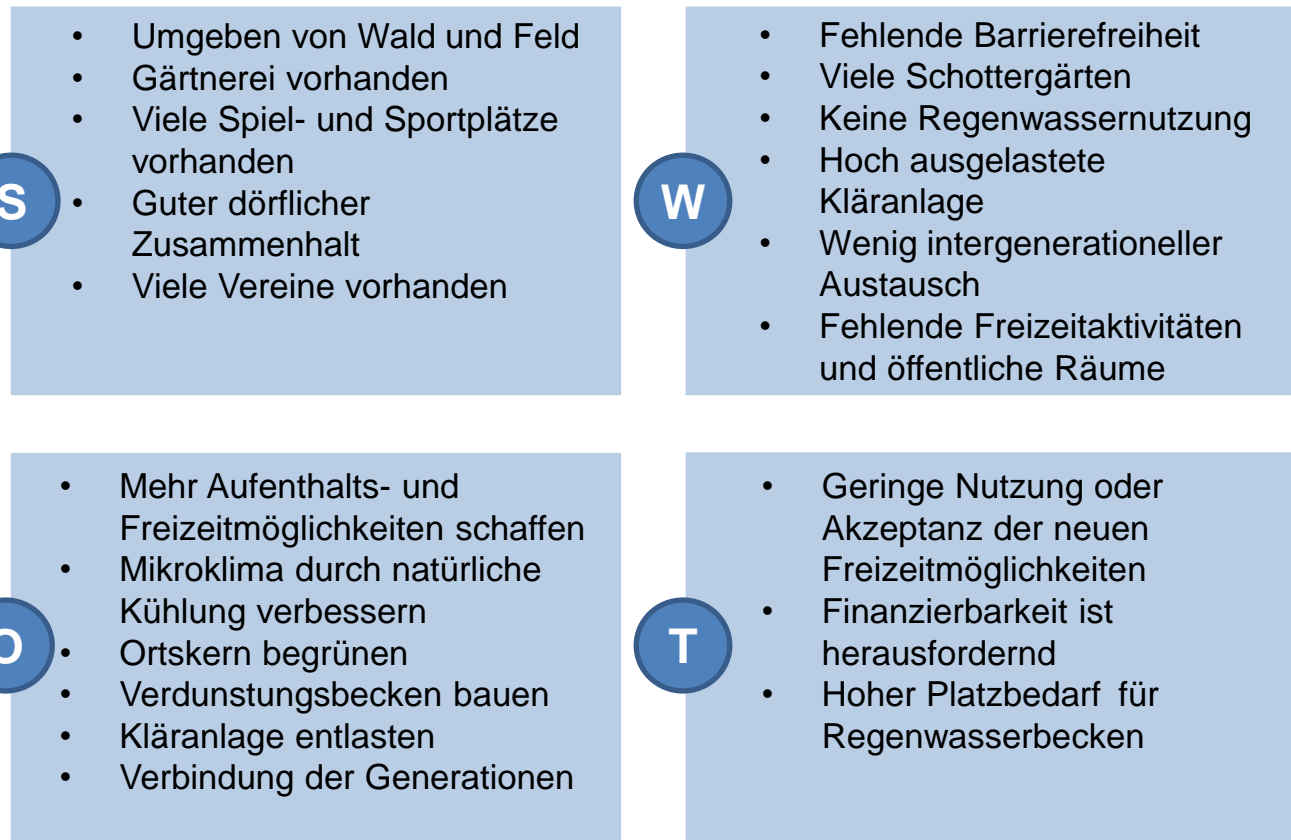 • Umgeben von Wald und Feld
• Gärtnerei vorhanden
• Viele Spiel- und Sportplätze
vorhanden
S
• Guter dörflicher
Zusammenhalt
• Viele Vereine vorhanden
• Fehlende Barrierefreiheit
• Viele Schottergärten
• Keine Regenwassernutzung
• Hoch ausgelastete
Kläranlage
W
• Wenig intergenerationeller
Austausch
• Fehlende Freizeitaktivitäten
und öffentliche Räume
• Mehr Aufenthalts- und
Freizeitmöglichkeiten schaffen
• Mikroklima durch natürliche
Kühlung verbessern
O
• Ortskern begrünen
• Verdunstungsbecken bauen
• Kläranlage entlasten
• Verbindung der Generationen
• Geringe Nutzung oder
Akzeptanz der neuen
Freizeitmöglichkeiten
• Finanzierbarkeit ist
herausfordernd
T
• Hoher Platzbedarf für
Regenwasserbecken